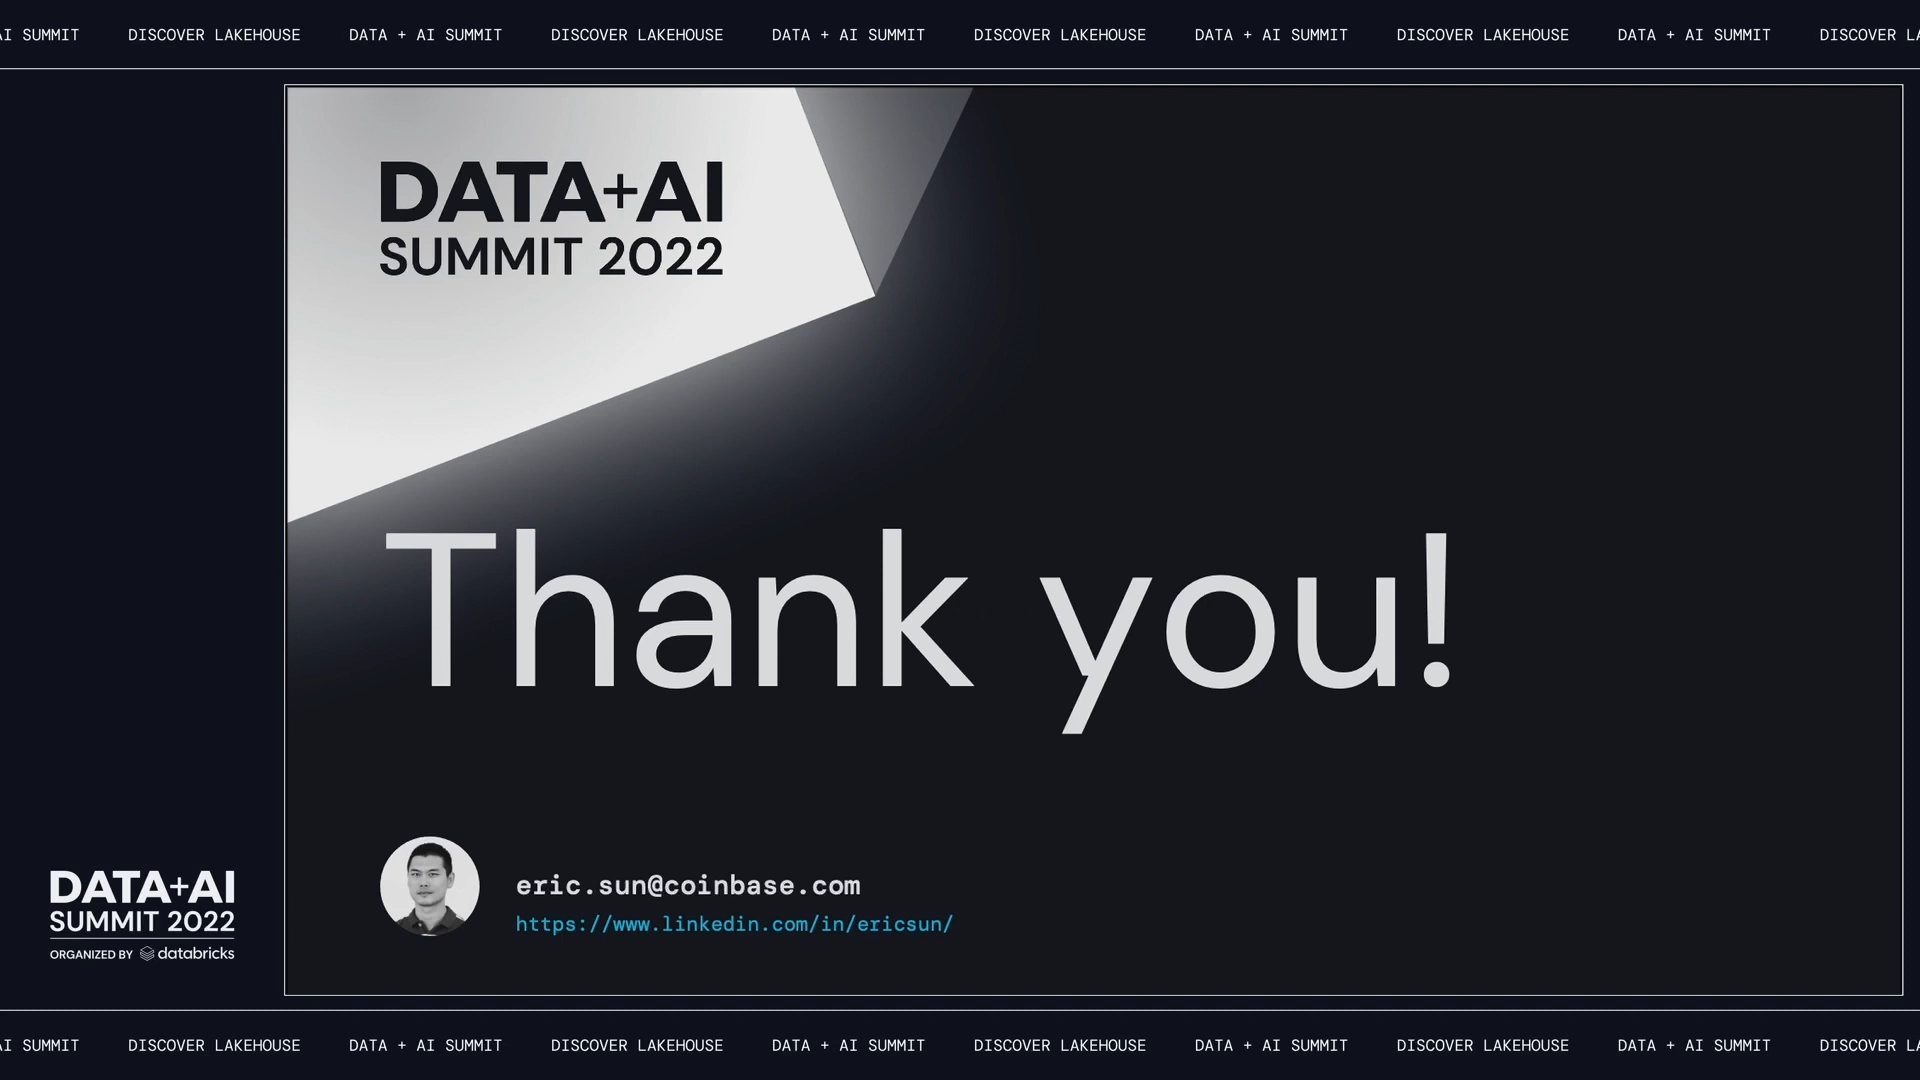 AI SUMMIT DISCOVER LAKEHOUSE DATA + AI SUMMIT DISCOVER LAKEHOUSE DATA + AI SUMMIT DISCOVER LAKEHOUSE DATA + AI SUMMIT DISCOVER LAKEHOUSE DATA + AI SUMMIT DISCOVER
DATA+AI
SUMMIT 2022
Thank you!
eric.sun@coinbase.com
https://www.linkedin.com/in/ericsun/
DATA+AI
SUMMIT 2022
ORGANIZED BY databricks
AI SUMMIT DISCOVER LAKEHOUSE DATA + AI SUMMIT DISCOVER LAKEHOUSE DATA + AI SUMMIT DISCOVER LAKEHOUSE DATA + AI SUMMIT DISCOVER LAKEHOUSE DATA + AI SUMMIT DISCOVER